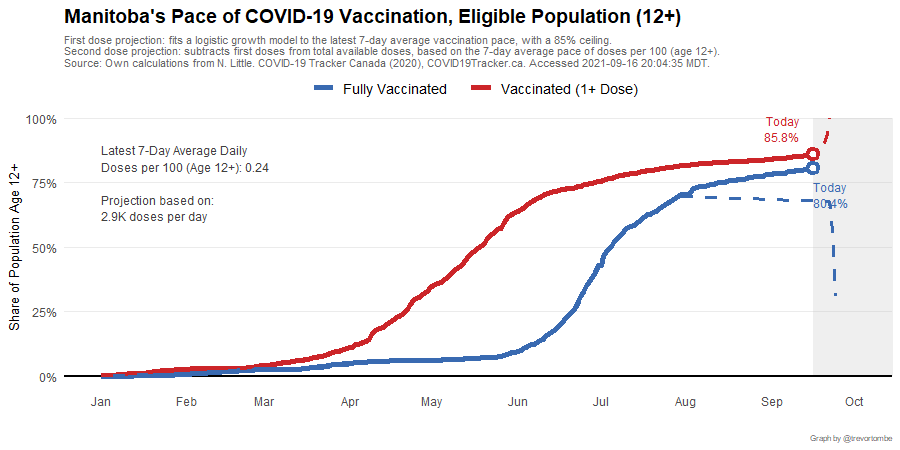 Manitoba's Pace of COVID-19 Vaccination, Eligible Population (12+)
First dose projection: fits a logistic growth model to the latest 7-day average vaccination pace, with a 85% ceiling.
Second dose projection: subtracts first doses from total available doses, based on the 7-day average pace of doses per 100 (age 12+).
Source: Own calculations from N. Little. COVID-19 Tracker Canada (2020), COVID19Tracker.ca. Accessed 2021-09-16 20:04:35 MDT.
Fully Vaccinated
Vaccinated (1+ Dose)
Share of Population Age 12+
100%
75%
50%
25%
0%
Latest 7-Day Average Daily
Doses per 100 (Age 12+): 0.24
Projection based on:
2.9K doses per day
Today
85.8%
Today
80.4%
Jan
Feb
Mar
Apr
May
Jun
Jul
Aug
Sep
Oct
Graph by @trevortombe